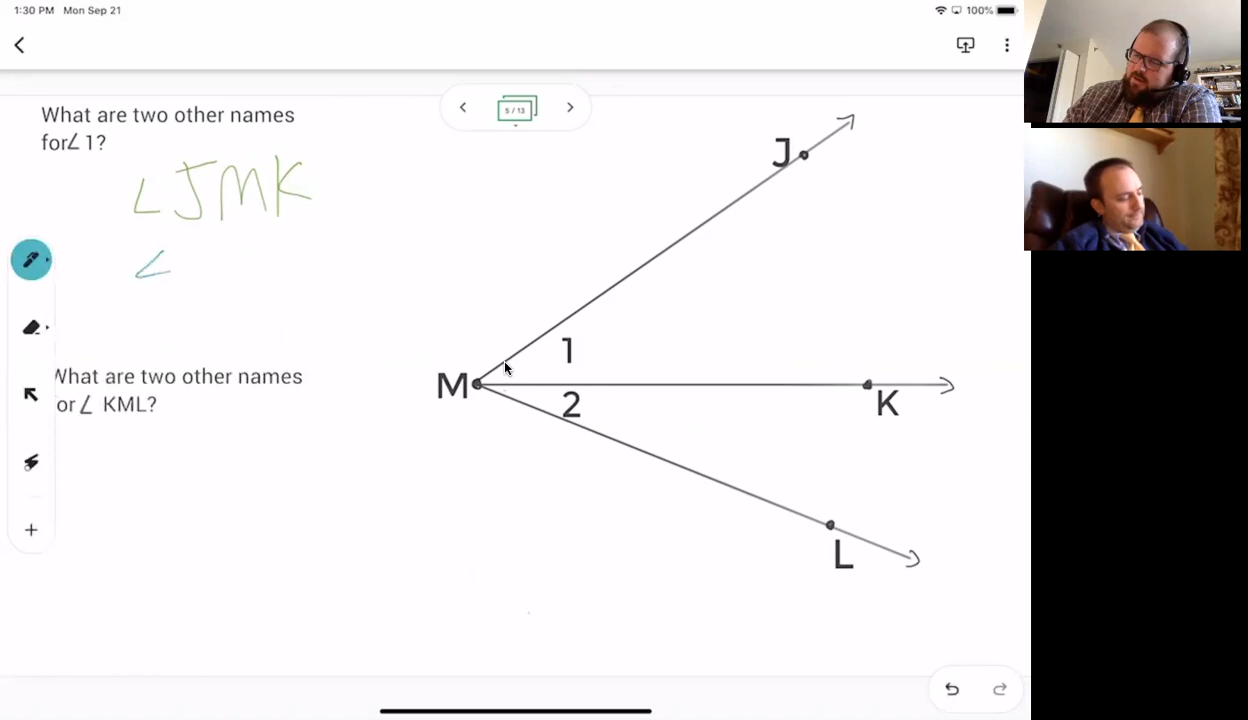 1:30 PM Mon Sep 21
100%
5 / 13
What are two other names
for∠ 1?
∠JMK
∠
What are two other names
or∠ KML?
J
1
M
2
K
L